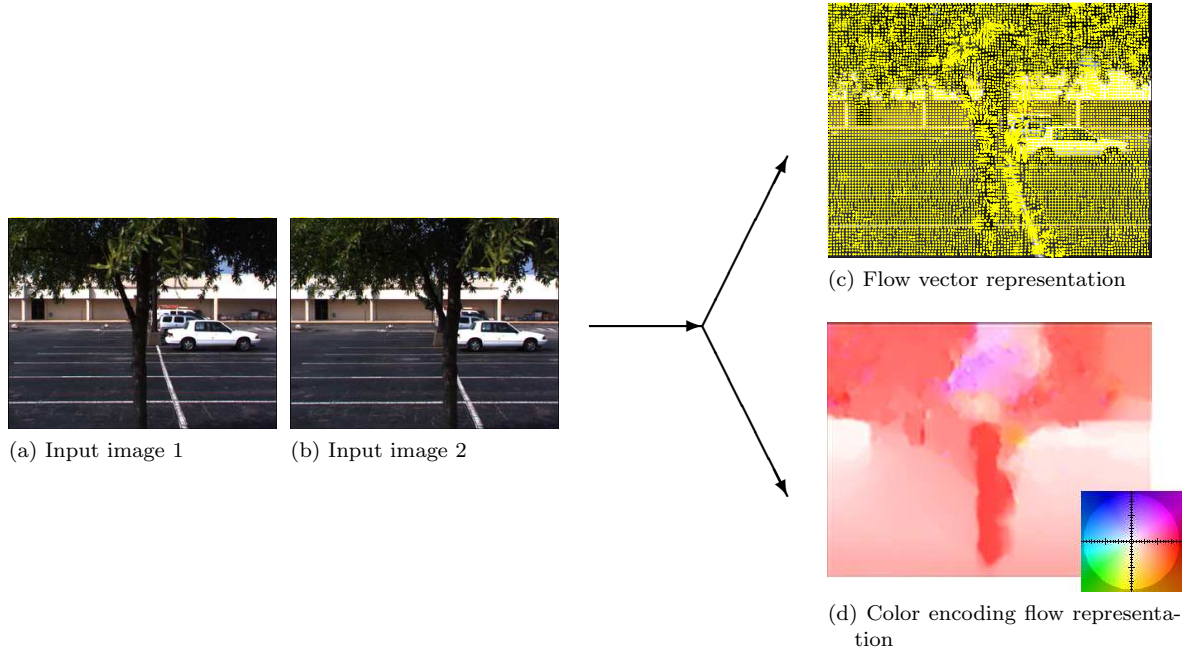 (a) Input image 1
(b) Input image 2
(c) Flow vector representation
(d) Color encoding flow representa-
tion